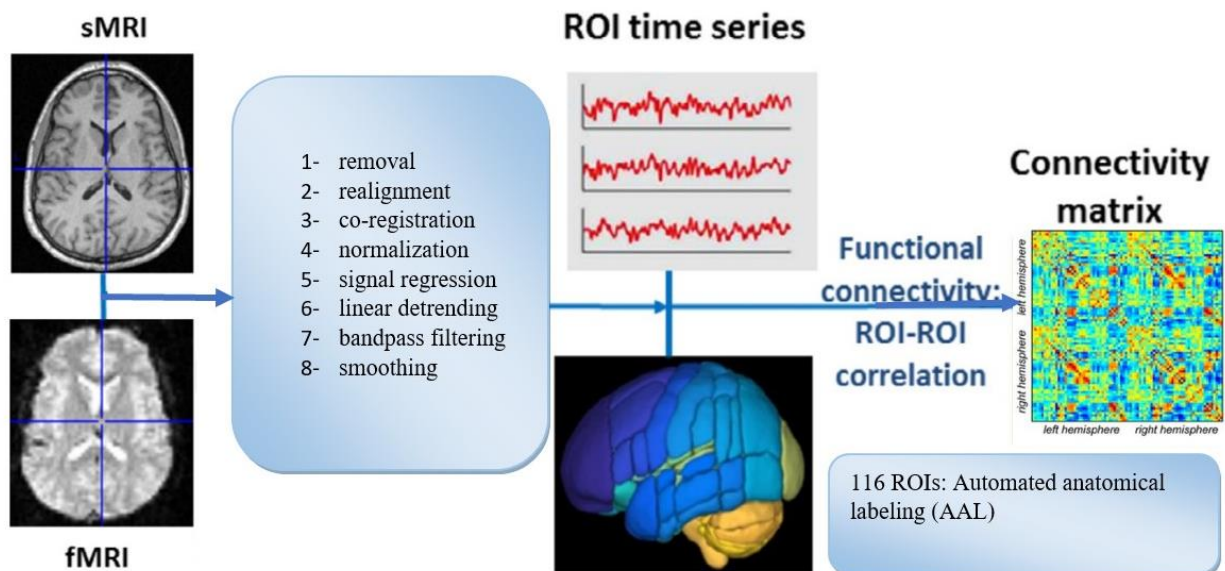 sMRI
fMRI
1- removal
2- realignment
3- co-registration
4- normalization
5- signal regression
6- linear detrending
7- bandpass filtering
8- smoothing
ROI time series
Functional
connectivity:
ROI-ROI
correlation
Connectivity
matrix
left hemisphere
right hemisphere
left hemisphere
right hemisphere
116 ROIs: Automated anatomical
labeling (AAL)